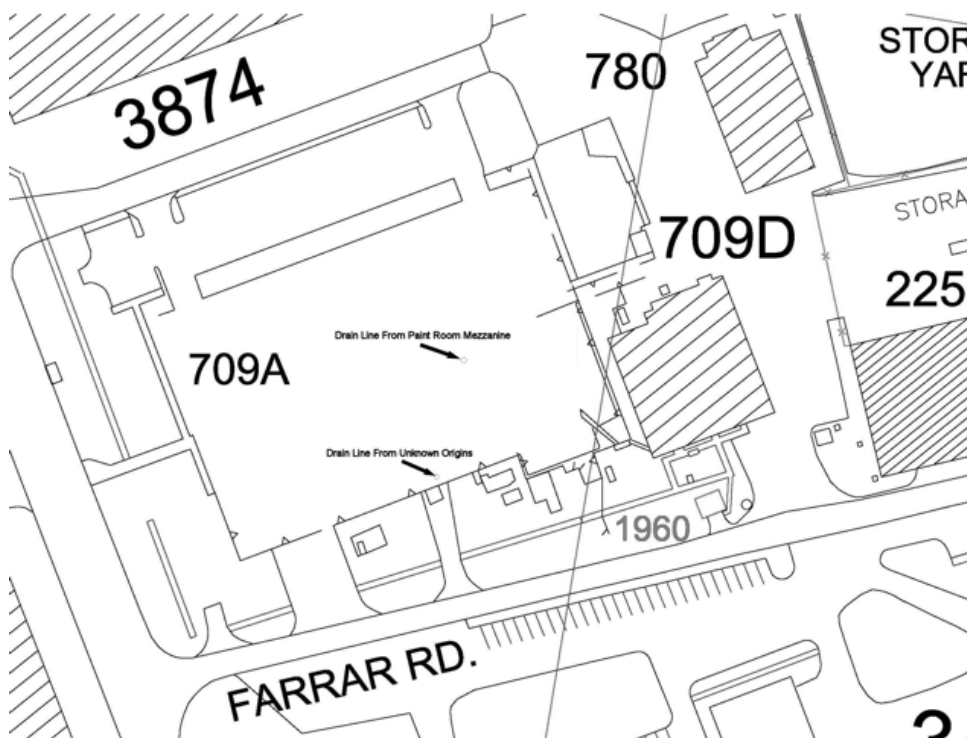 3874
780
STOR
YAR
709D
STORA
225
Drain Line From Paint Room Mezzanine
709A
Drain Line From Unknown Origins
1960
FARRAR RD.
3